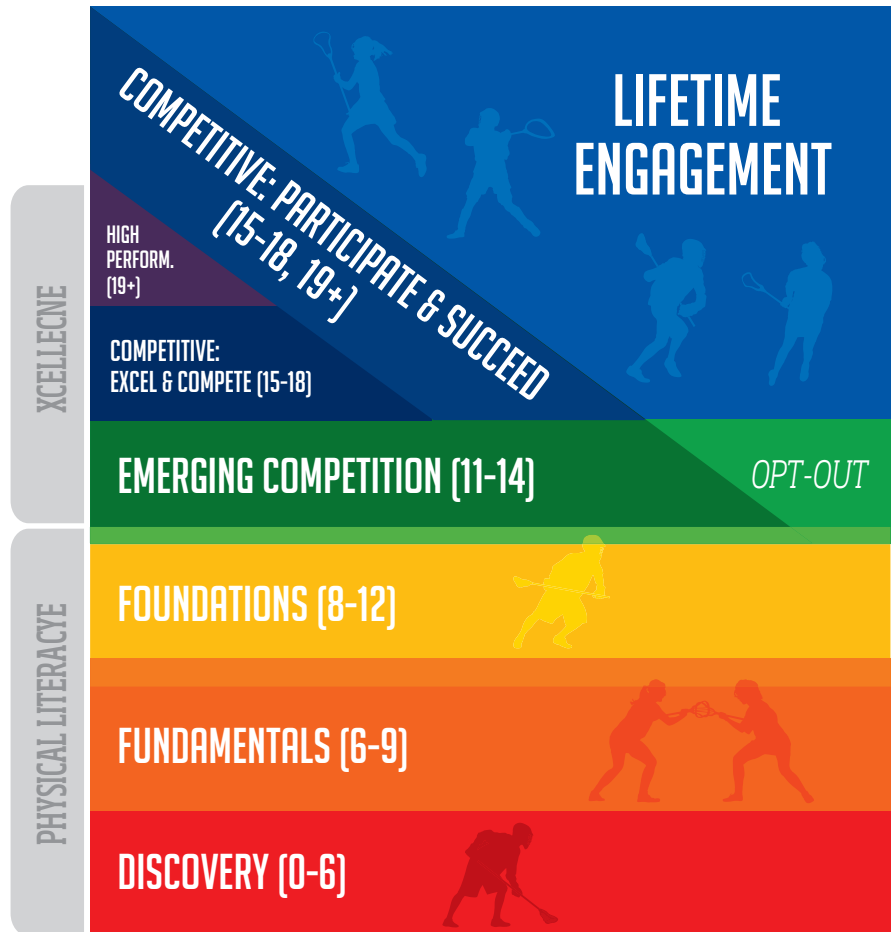 LIFETIME
ENGAGEMENT
COMPETITIVE: PARTICIPATE & SUCCEED
(15-18, 19+)
HIGH
PERFORM.
(19+)
COMPETITIVE:
EXCEL & COMPETE (15-18)
XCELLECNE
EMERGING COMPETITION (11-14)
OPT-OUT
FOUNDATIONS (8-12)
PHYSICAL LITERACYE
FUNDAMENTALS (6-9)
DISCOVERY (0-6)